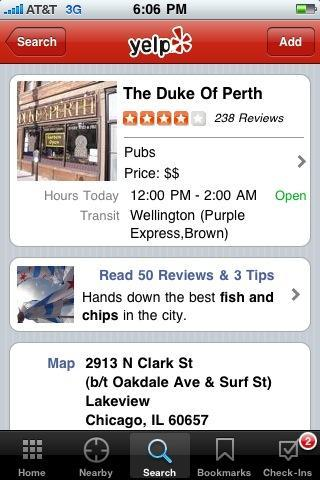 AT&T 3G 6:06 PM
Search yelp Add
DUKE OF PERTH
The Duke Of Perth
238 Reviews
Pubs
Price: $$
Hours Today 12:00 PM - 2:00 AM Open
Transit Wellington (Purple
Express,Brown)
Read 50 Reviews & 3 Tips
Hands down the best fish and
chips in the city.
Map 2913 N Clark St
(b/t Oakdale Ave & Surf St)
Lakeview
Chicago, IL 60657
2
Home Nearby Search Bookmarks Check-Ins